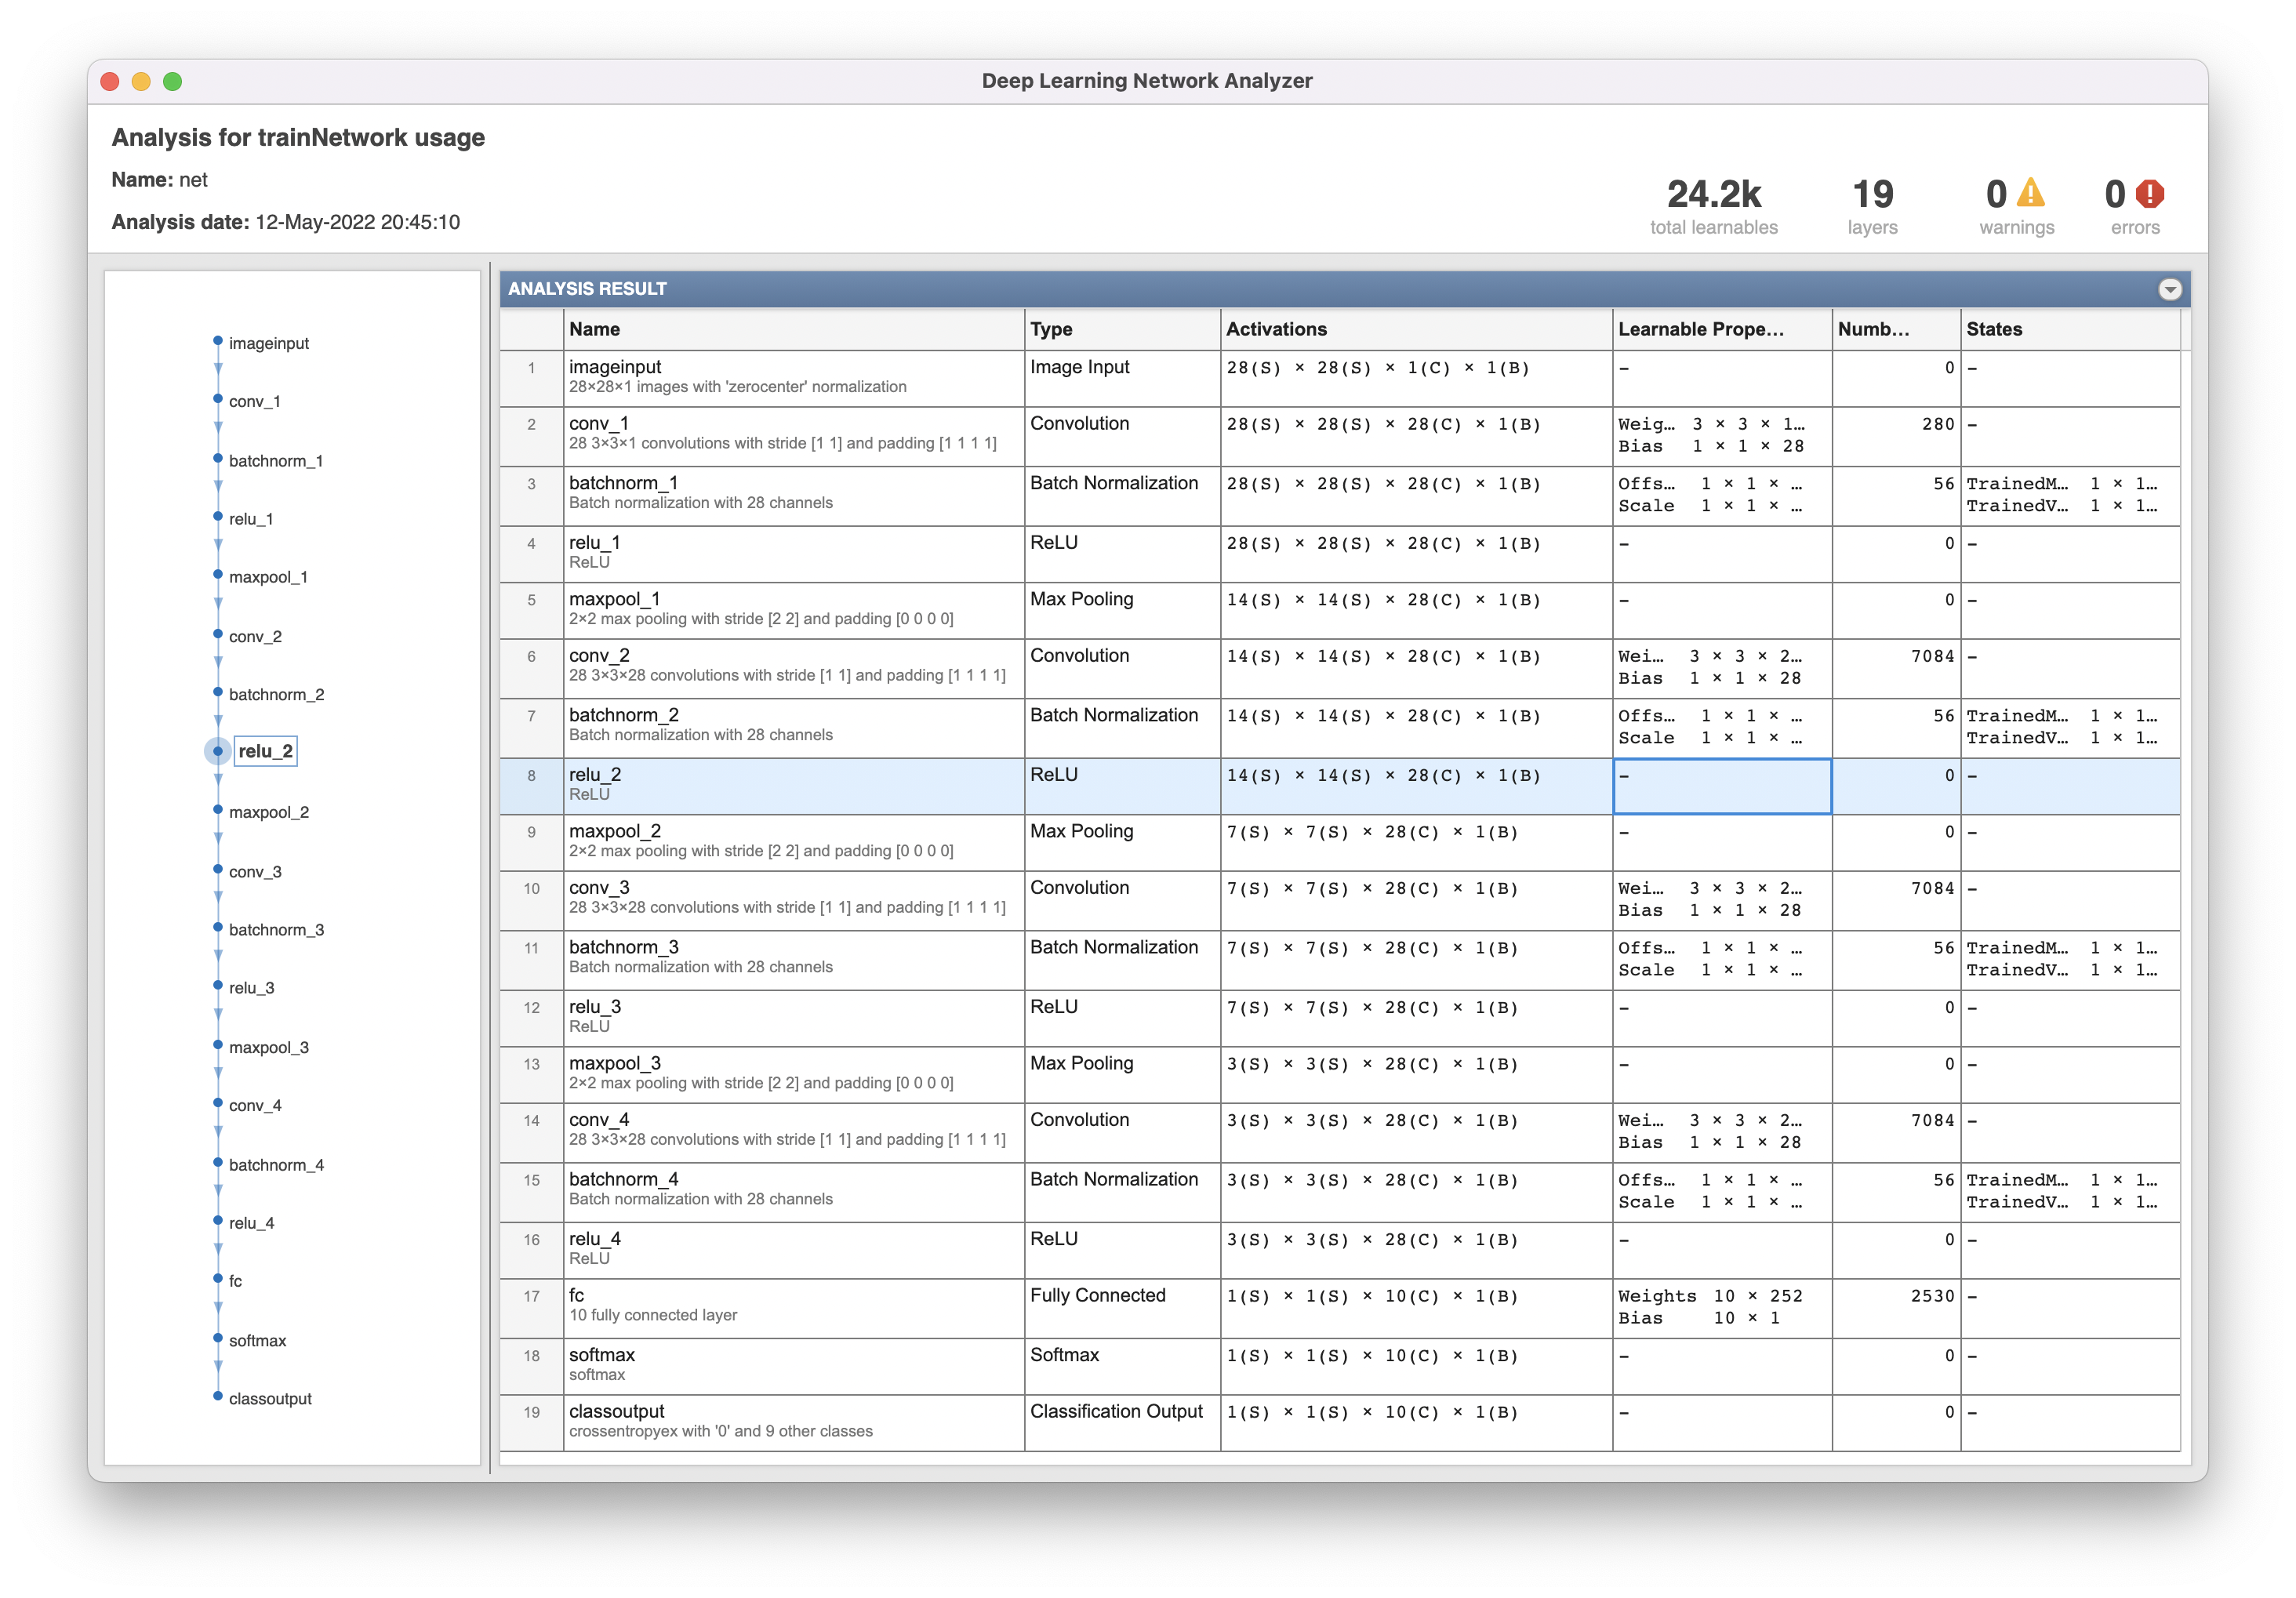 Deep Learning Network Analyzer
Analysis for trainNetwork usage
Name: net
Analysis date: 12-May-2022 20:45:10
24.2k
total learnables
19
layers
0
warnings
0
errors
imageinput
conv_1
batchnorm_1
relu_1
maxpool_1
conv_2
batchnorm_2
relu_2
maxpool_2
conv_3
batchnorm_3
relu_3
maxpool_3
conv_4
batchnorm_4
relu_4
fc
softmax
classoutput
ANALYSIS RESULT
Name Type Activations Learnable Prope... Numb... States
1 imageinput Image Input 28(S) × 28(S) × 1(C) × 1(B) – 0 –
28×28×1 images with 'zerocenter' normalization
2 conv_1 Convolution 28(S) × 28(S) × 28(C) × 1(B) Weig… 3 × 3 × 1… 280 –
28 3×3×1 convolutions with stride [1 1] and padding [1 1 1 1] Bias 1 × 1 × 28
3 batchnorm_1 Batch Normalization 28(S) × 28(S) × 28(C) × 1(B) Offs… 1 × 1 × … 56 TrainedM… 1 × 1…
Batch normalization with 28 channels Scale 1 × 1 × … TrainedV… 1 × 1…
4 relu_1 ReLU 28(S) × 28(S) × 28(C) × 1(B) – 0 –
ReLU
5 maxpool_1 Max Pooling 14(S) × 14(S) × 28(C) × 1(B) – 0 –
2×2 max pooling with stride [2 2] and padding [0 0 0 0]
6 conv_2 Convolution 14(S) × 14(S) × 28(C) × 1(B) Wei… 3 × 3 × 2… 7084 –
28 3×3×28 convolutions with stride [1 1] and padding [1 1 1 1] Bias 1 × 1 × 28
7 batchnorm_2 Batch Normalization 14(S) × 14(S) × 28(C) × 1(B) Offs… 1 × 1 × … 56 TrainedM… 1 × 1…
Batch normalization with 28 channels Scale 1 × 1 × … TrainedV… 1 × 1…
8 relu_2 ReLU 14(S) × 14(S) × 28(C) × 1(B) – 0 –
ReLU
9 maxpool_2 Max Pooling 7(S) × 7(S) × 28(C) × 1(B) – 0 –
2×2 max pooling with stride [2 2] and padding [0 0 0 0]
10 conv_3 Convolution 7(S) × 7(S) × 28(C) × 1(B) Wei… 3 × 3 × 2… 7084 –
28 3×3×28 convolutions with stride [1 1] and padding [1 1 1 1] Bias 1 × 1 × 28
11 batchnorm_3 Batch Normalization 7(S) × 7(S) × 28(C) × 1(B) Offs… 1 × 1 × … 56 TrainedM… 1 × 1…
Batch normalization with 28 channels Scale 1 × 1 × … TrainedV… 1 × 1…
12 relu_3 ReLU 7(S) × 7(S) × 28(C) × 1(B) – 0 –
ReLU
13 maxpool_3 Max Pooling 3(S) × 3(S) × 28(C) × 1(B) – 0 –
2×2 max pooling with stride [2 2] and padding [0 0 0 0]
14 conv_4 Convolution 3(S) × 3(S) × 28(C) × 1(B) Wei… 3 × 3 × 2… 7084 –
28 3×3×28 convolutions with stride [1 1] and padding [1 1 1 1] Bias 1 × 1 × 28
15 batchnorm_4 Batch Normalization 3(S) × 3(S) × 28(C) × 1(B) Offs… 1 × 1 × … 56 TrainedM… 1 × 1…
Batch normalization with 28 channels Scale 1 × 1 × … TrainedV… 1 × 1…
16 relu_4 ReLU 3(S) × 3(S) × 28(C) × 1(B) – 0 –
ReLU
17 fc Fully Connected 1(S) × 1(S) × 10(C) × 1(B) Weights 10 × 252 2530 –
10 fully connected layer Bias 10 × 1
18 softmax Softmax 1(S) × 1(S) × 10(C) × 1(B) – 0 –
softmax
19 classoutput Classification Output 1(S) × 1(S) × 10(C) × 1(B) – 0 –
crossentropyex with '0' and 9 other classes